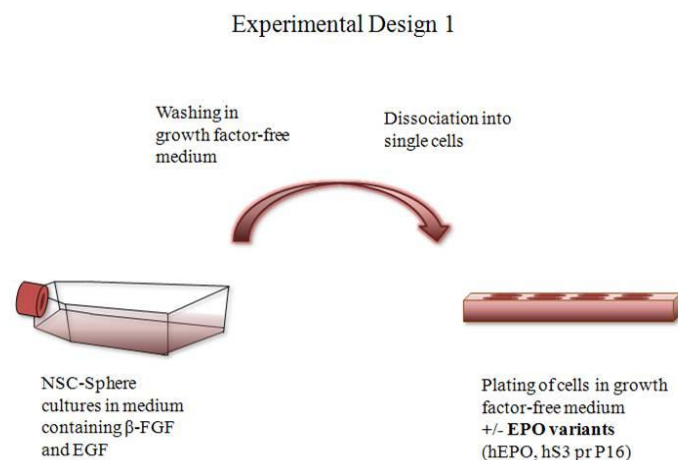 Experimental Design 1
Washing in
growth factor-free
medium
Dissociation into
single cells
NSC-Sphere
cultures in medium
containing β-FGF
and EGF
Plating of cells in growth
factor-free medium
+/- EPO variants
(hEPO, hS3 pr P16)